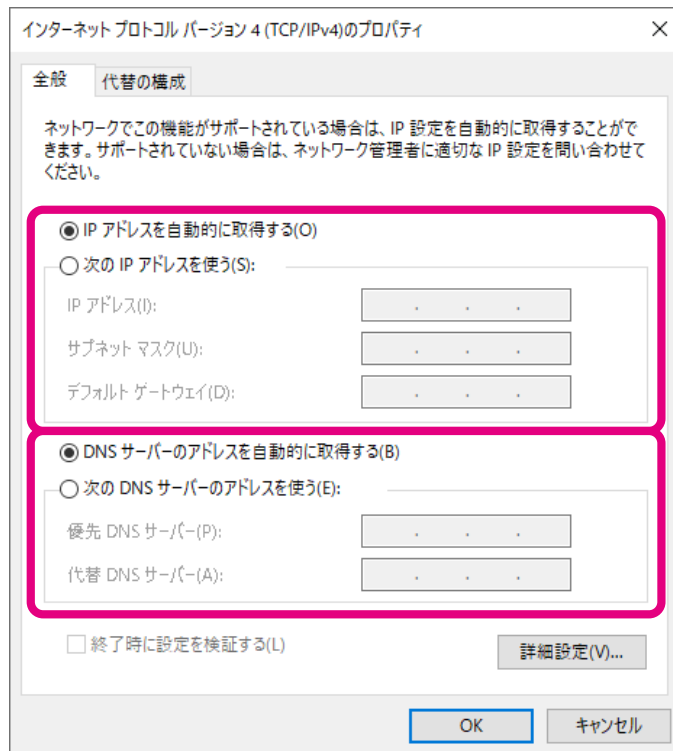 インターネット プロトコル バージョン 4 (TCP/IPv4)のプロパティ
全般
代替の構成
ネットワークでこの機能がサポートされている場合は、IP 設定を自動的に取得することがで
きます。サポートされていない場合は、ネットワーク管理者に適切な IP 設定を問い合わせて
ください。
IP アドレスを自動的に取得する(O)
次の IP アドレスを使う(S):
IP アドレス(I):
. . .
サブネット マスク(U):
. . .
デフォルト ゲートウェイ(D):
. . .
DNS サーバーのアドレスを自動的に取得する(B)
次の DNS サーバーのアドレスを使う(E):
優先 DNS サーバー(P):
. . .
代替 DNS サーバー(A):
. . .
終了時に設定を検証する(L)
詳細設定(V)...
OK
キャンセル